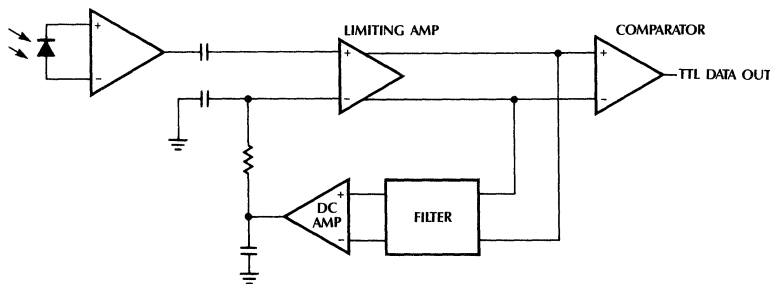 LIMITING AMP
COMPARATOR
+
−
+
−
+
−
TTL DATA OUT
+
−
DC
AMP
FILTER